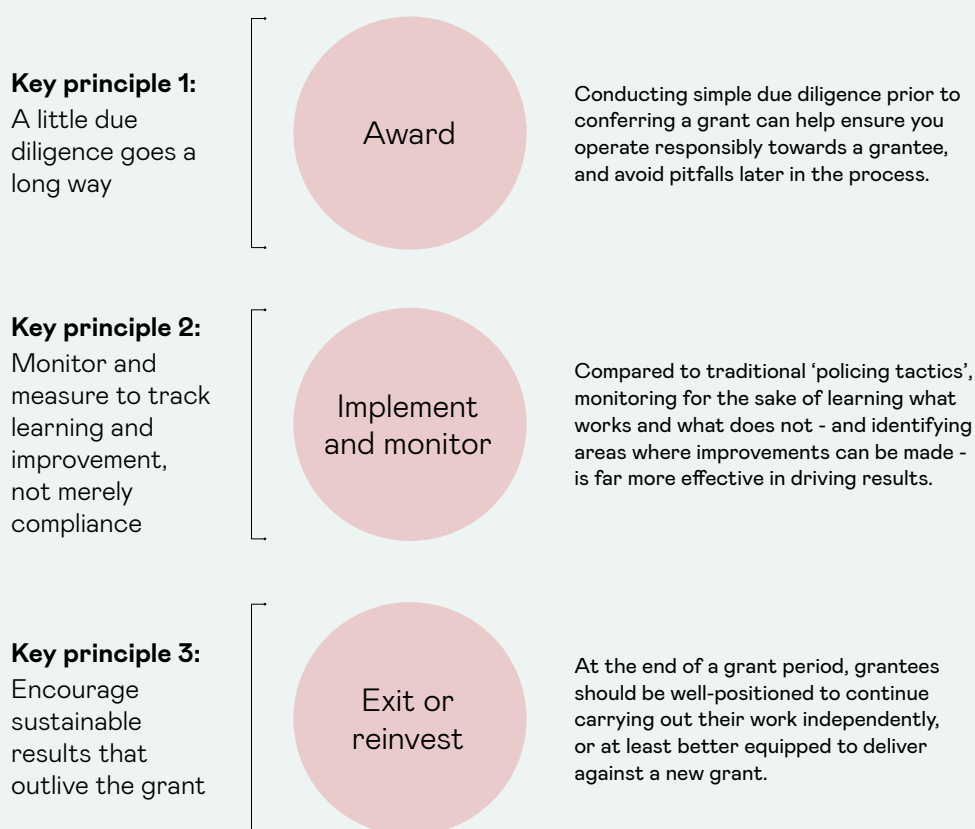 Key principle 1:
A little due
diligence goes a
long way
Award
Conducting simple due diligence prior to
conferring a grant can help ensure you
operate responsibly towards a grantee,
and avoid pitfalls later in the process.
Key principle 2:
Monitor and
measure to track
learning and
improvement,
not merely
compliance
Implement
and monitor
Compared to traditional ‘policing tactics’,
monitoring for the sake of learning what
works and what does not - and identifying
areas where improvements can be made -
is far more effective in driving results.
Key principle 3:
Encourage
sustainable
results that
outlive the grant
Exit or
reinvest
At the end of a grant period, grantees
should be well-positioned to continue
carrying out their work independently,
or at least better equipped to deliver
against a new grant.